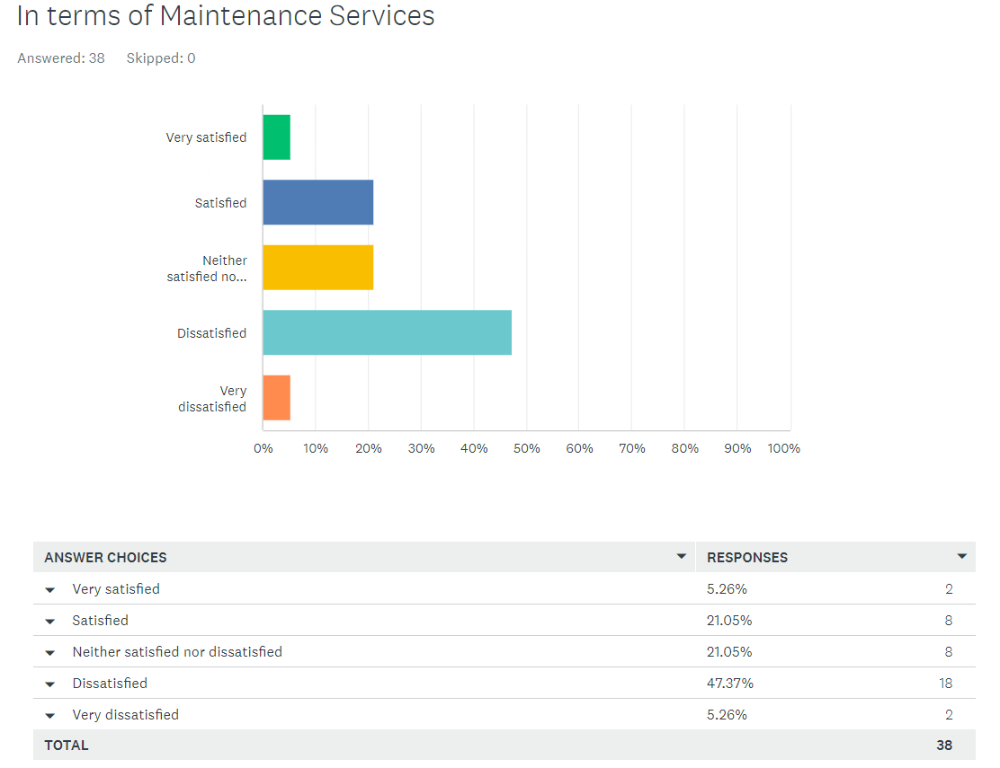 In terms of Maintenance Services
Answered: 38 Skipped: 0
Very satisfied
Satisfied
Neither
satisfied no...
Dissatisfied
Very
dissatisfied
0% 10% 20% 30% 40% 50% 60% 70% 80% 90% 100%
ANSWER CHOICES RESPONSES
Very satisfied 5.26% 2
Satisfied 21.05% 8
Neither satisfied nor dissatisfied 21.05% 8
Dissatisfied 47.37% 18
Very dissatisfied 5.26% 2
TOTAL 38